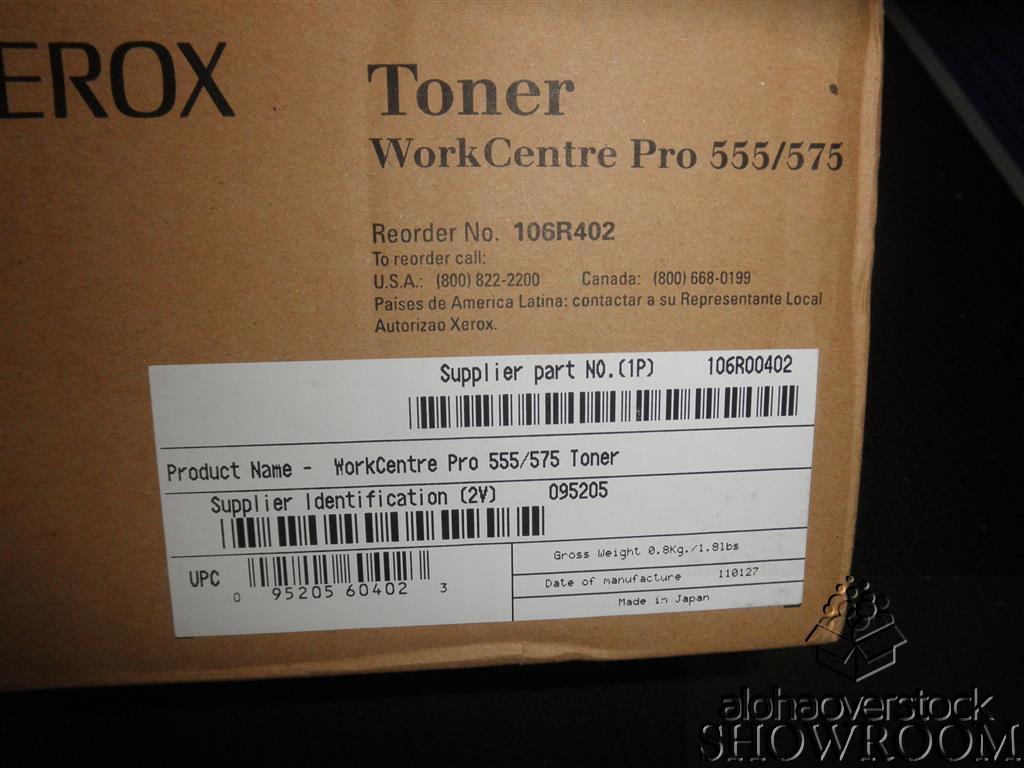 EROX
Toner
WorkCentre Pro 555/575
Reorder No. 106R402
To reorder call:
U.S.A.: (800) 822-2200 Canada: (800) 668-0199
Paises de America Latina: contactar a su Representante Local
Autorizao Xerox.
Supplier part NO.(1P) 106R00402
Product Name - WorkCentre Pro 555/575 Toner
Supplier Identification (2V) 095205
UPC
0 95205 60402 3
Gross Weight 0.8Kg./1.8lbs
Date of manufacture 110127
Made in Japan
alohaoverstock
SHOWROOM